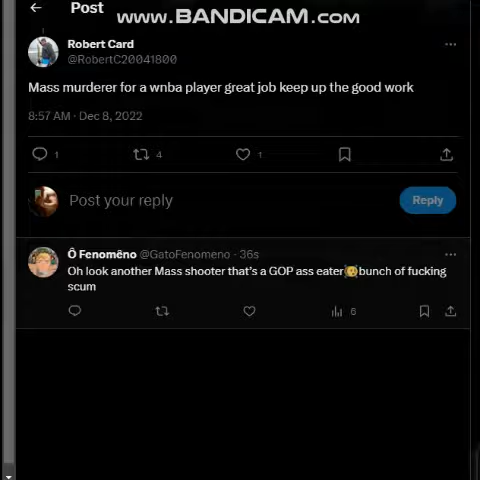 Post
www.BANDICAM.com
Robert Card
@RobertC20041800
Mass murderer for a wnba player great job keep up the good work
8:57 AM · Dec 8, 2022
1 4 1
Post your reply
Reply
Ô Fenomêno @GatoFenomeno · 36s
Oh look another Mass shooter that's a GOP ass eater🤡bunch of fucking
scum
6